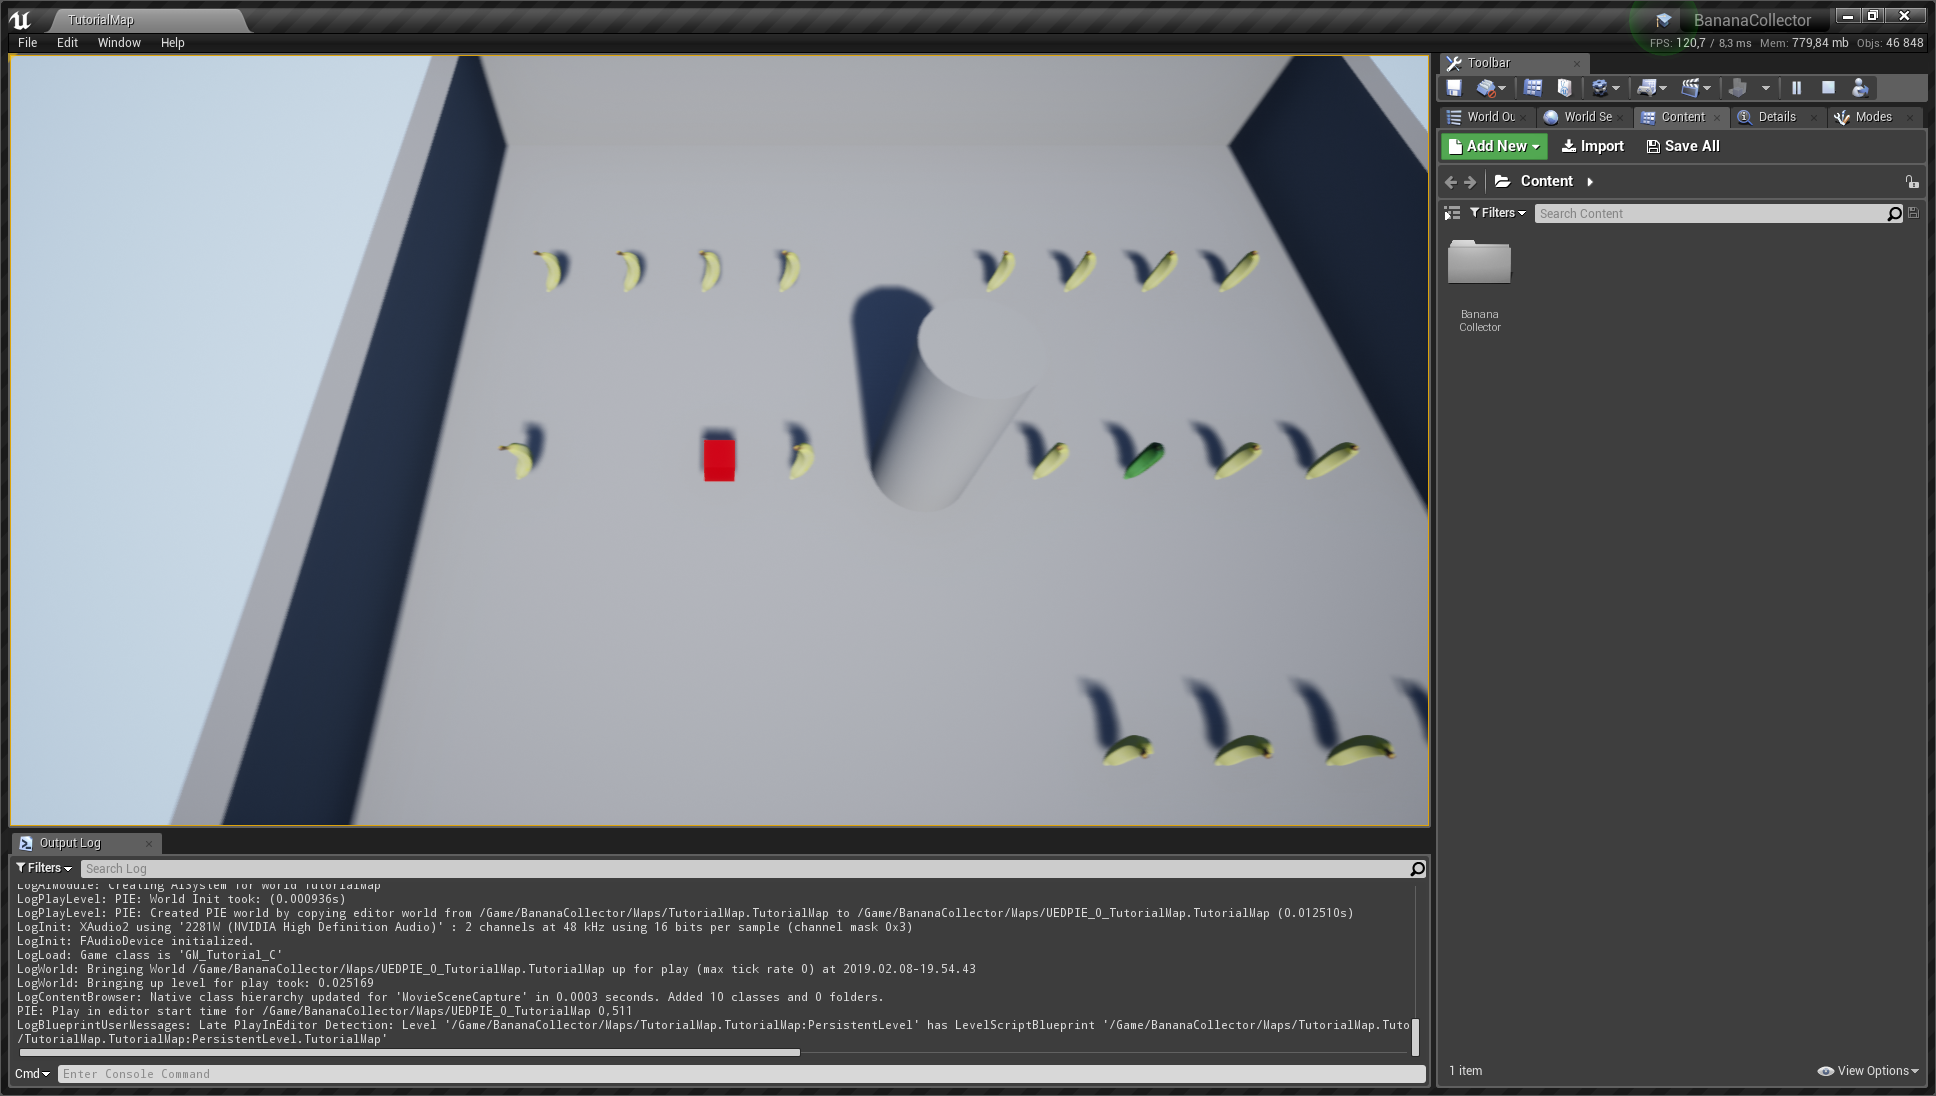 TutorialMap
BananaCollector
File Edit Window Help
FPS: 120,7 / 8,3 ms Mem: 779,84 mb Objs: 46 848
Toolbar
World Ou World Se Content Details Modes
Add New Import Save All
Content
Filters Search Content
Banana
Collector
Output Log
Filters Search Log
LogAIModule: Creating AISystem for world TutorialMap
LogPlayLevel: PIE: World Init took: (0.000936s)
LogPlayLevel: PIE: Created PIE world by copying editor world from /Game/BananaCollector/Maps/TutorialMap.TutorialMap to /Game/BananaCollector/Maps/UEDPIE_0_TutorialMap.TutorialMap (0.012510s)
LogInit: XAudio2 using '2281W (NVIDIA High Definition Audio)' : 2 channels at 48 kHz using 16 bits per sample (channel mask 0x3)
LogInit: FAudioDevice initialized.
LogLoad: Game class is 'GM_Tutorial_C'
LogWorld: Bringing World /Game/BananaCollector/Maps/UEDPIE_0_TutorialMap.TutorialMap up for play (max tick rate 0) at 2019.02.08-19.54.43
LogWorld: Bringing up level for play took: 0.025169
LogContentBrowser: Native class hierarchy updated for 'MovieSceneCapture' in 0.0003 seconds. Added 10 classes and 0 folders.
PIE: Play in editor start time for /Game/BananaCollector/Maps/UEDPIE_0_TutorialMap 0,511
LogBlueprintUserMessages: Late PlayInEditor Detection: Level '/Game/BananaCollector/Maps/TutorialMap.TutorialMap:PersistentLevel' has LevelScriptBlueprint '/Game/BananaCollector/Maps/TutorialMap.Tuto
/TutorialMap.TutorialMap:PersistentLevel.TutorialMap'
Cmd Enter Console Command
1 item View Options